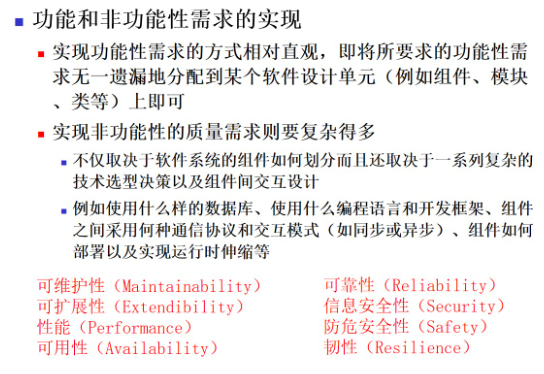 功能和非功能性需求的实现
实现功能性需求的方式相对直观，即将所要求的功能性需
求无一遗漏地分配到某个软件设计单元（例如组件、模块
、类等）上即可
实现非功能性的质量需求则要复杂得多
不仅取决于软件系统的组件如何划分而且还取决于一系列复杂的
技术选型决策以及组件间交互设计
例如使用什么样的数据库、使用什么编程语言和开发框架、组件
之间采用何种通信协议和交互模式（如同步或异步）、组件如何
部署以及实现运行时伸缩等
可维护性（Maintainability）
可扩展性（Extendibility）
性能（Performance）
可用性（Availability）
可靠性（Reliability）
信息安全性（Security）
防危安全性（Safety）
韧性（Resilience）